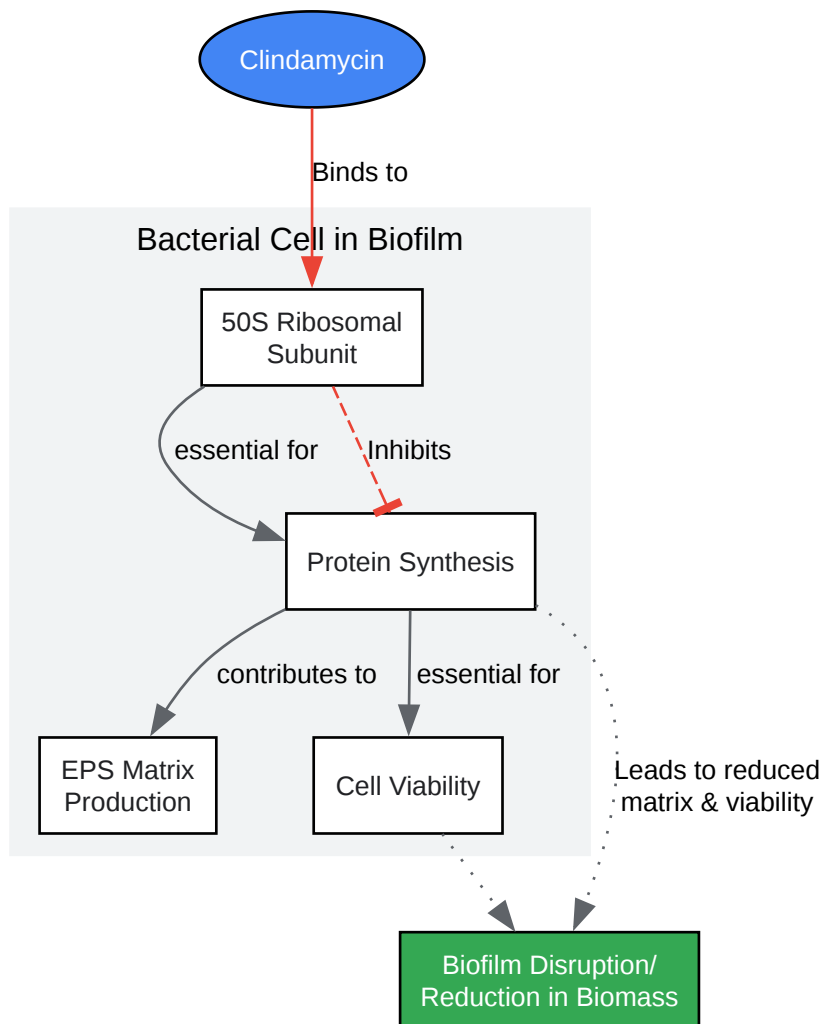 Clindamycin
Binds to
Bacterial Cell in Biofilm
50S Ribosomal
Subunit
essential for
Inhibits
Protein Synthesis
contributes to
essential for
EPS Matrix
Production
Cell Viability
Leads to reduced
matrix & viability
Biofilm Disruption/
Reduction in Biomass